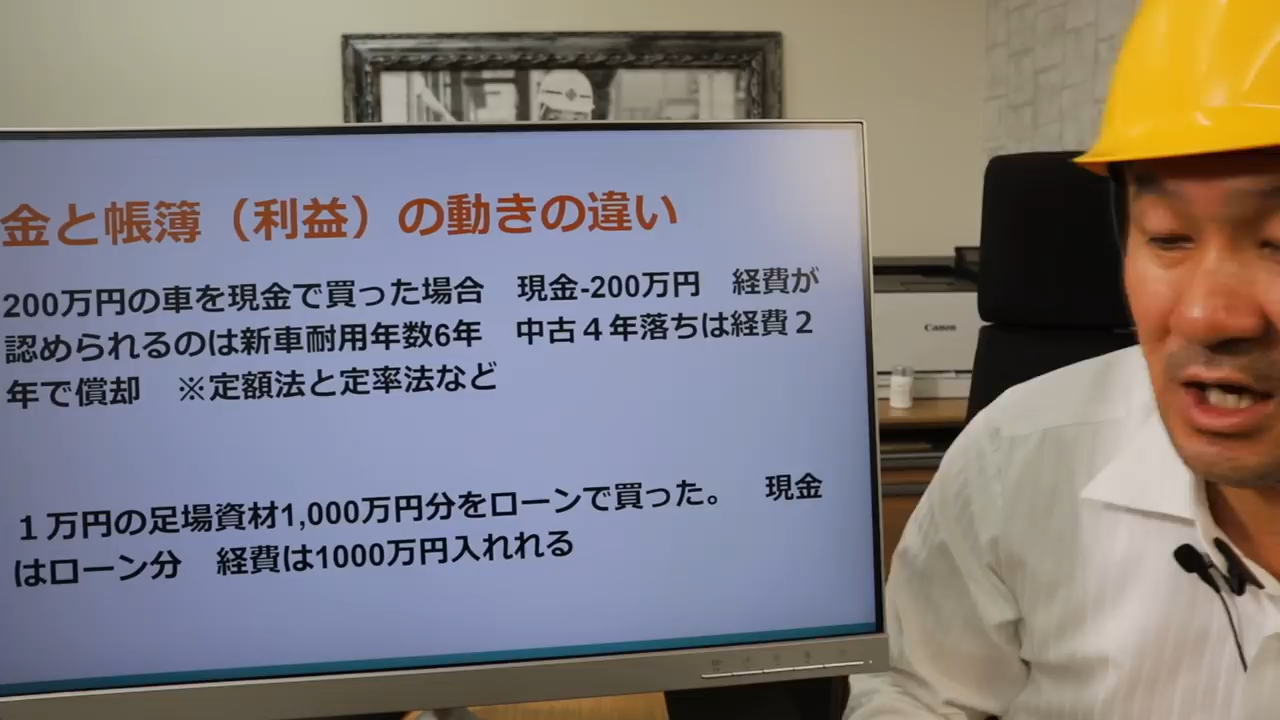 金と帳簿（利益）の動きの違い
200万円の車を現金で買った場合　現金-200万円　経費が
認められるのは新車耐用年数6年　中古４年落ちは経費２
年で償却　※定額法と定率法など
１万円の足場資材1,000万円分をローンで買った。　現金
はローン分　経費は1000万円入れれる
Canon